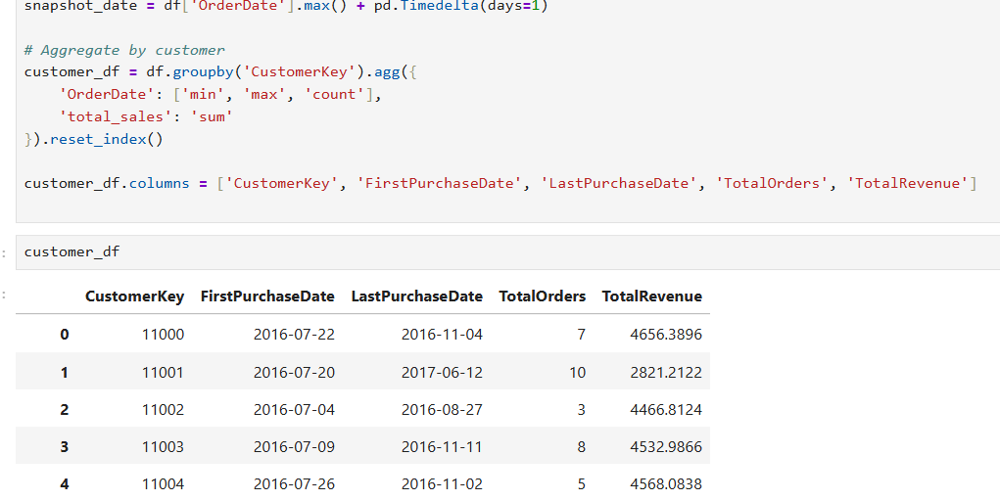 snapshot_date = df['OrderDate'].max() + pd.Timedelta(days=1)
# Aggregate by customer
customer_df = df.groupby('CustomerKey').agg({
    'OrderDate': ['min', 'max', 'count'],
    'total_sales': 'sum'
}).reset_index()
customer_df.columns = ['CustomerKey', 'FirstPurchaseDate', 'LastPurchaseDate', 'TotalOrders', 'TotalRevenue']
: customer_df
:
CustomerKey FirstPurchaseDate LastPurchaseDate TotalOrders TotalRevenue
0 11000 2016-07-22 2016-11-04 7 4656.3896
1 11001 2016-07-20 2017-06-12 10 2821.2122
2 11002 2016-07-04 2016-08-27 3 4466.8124
3 11003 2016-07-09 2016-11-11 8 4532.9866
4 11004 2016-07-26 2016-11-02 5 4568.0838